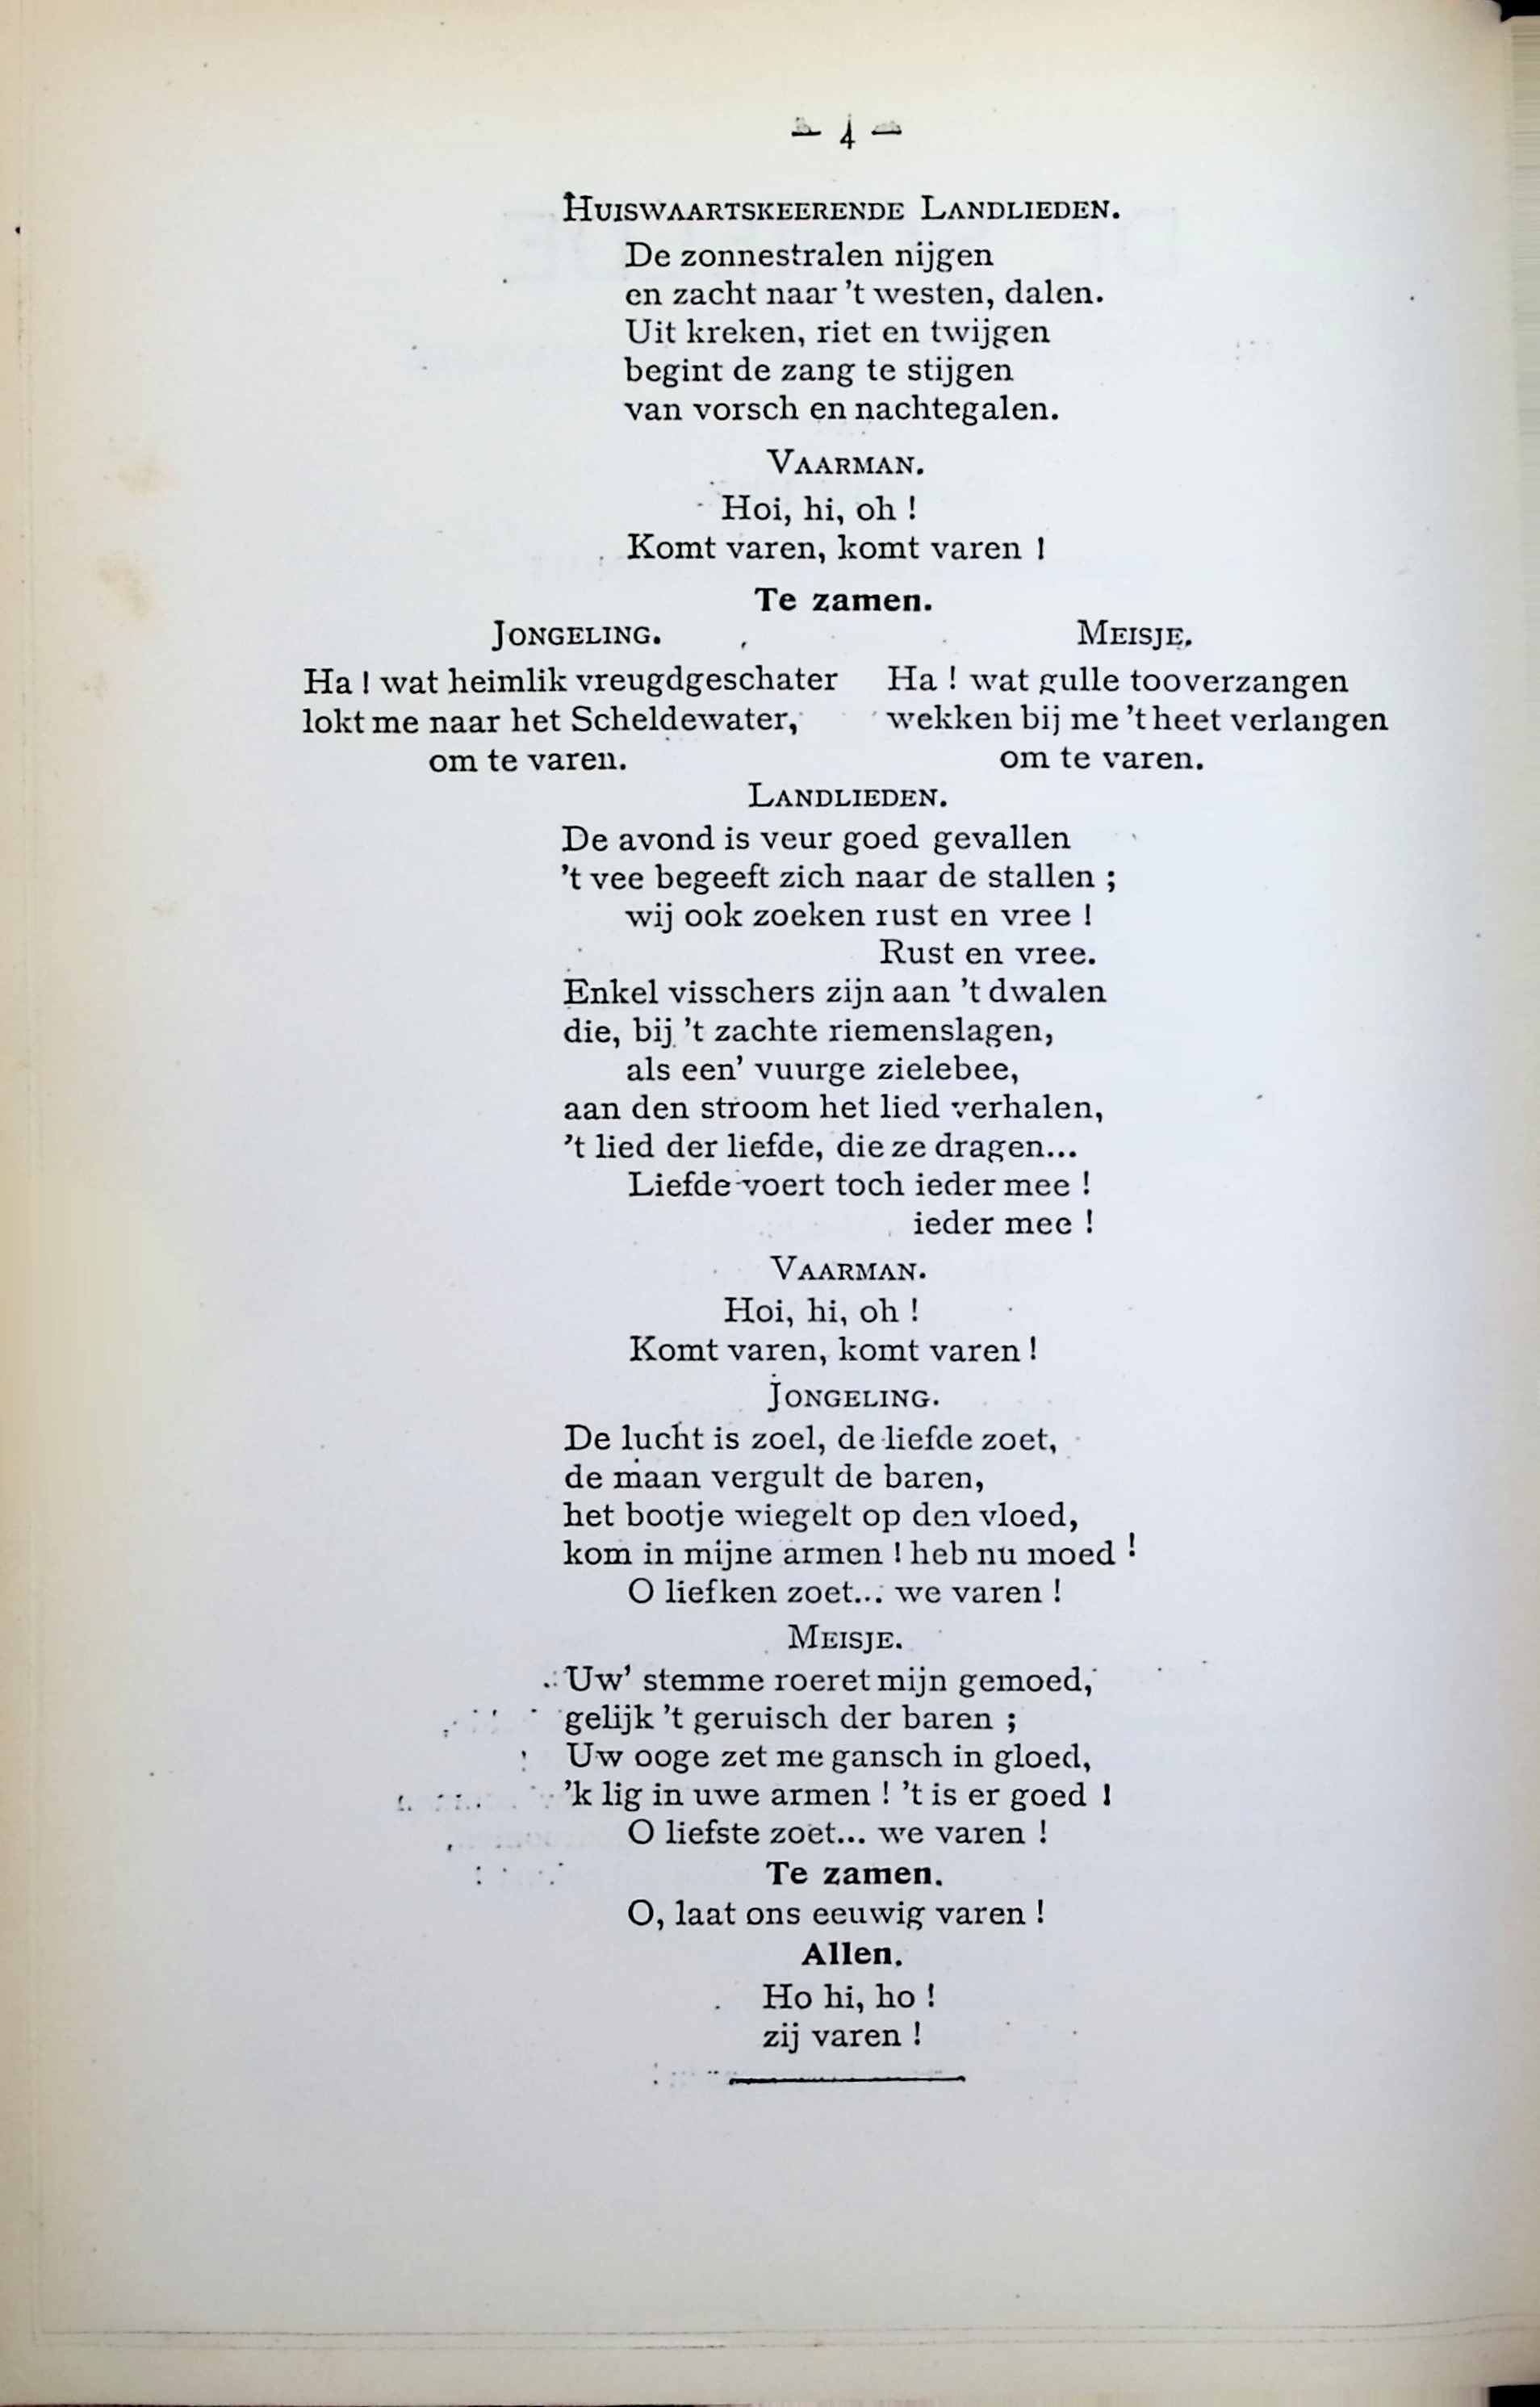 — 4 —
Huiswaartskeerende Landlieden.
De zonnestralen nijgen
en zacht naar 't westen, dalen.
Uit kreken, riet en twijgen
begint de zang te stijgen
van vorsch en nachtegalen.
Vaarman.
Hoi, hi, oh !
Komt varen, komt varen !
Te zamen.
Jongeling.
Ha ! wat heimlik vreugdgeschater
lokt me naar het Scheldewater,
om te varen.
Meisje.
Ha ! wat gulle tooverzangen
wekken bij me 't heet verlangen
om te varen.
Landlieden.
De avond is veur goed gevallen
't vee begeeft zich naar de stallen ;
wij ook zoeken rust en vree !
Rust en vree.
Enkel visschers zijn aan 't dwalen
die, bij 't zachte riemenslagen,
als een' vuurge zielebee,
aan den stroom het lied verhalen,
't lied der liefde, die ze dragen...
Liefde voert toch ieder mee !
ieder mee !
Vaarman.
Hoi, hi, oh !
Komt varen, komt varen !
Jongeling.
De lucht is zoel, de liefde zoet,
de maan vergult de baren,
het bootje wiegelt op den vloed,
kom in mijne armen ! heb nu moed !
O liefken zoet... we varen !
Meisje.
Uw' stemme roeret mijn gemoed,
gelijk 't geruisch der baren ;
Uw ooge zet me gansch in gloed,
'k lig in uwe armen ! 't is er goed !
O liefste zoet... we varen !
Te zamen.
O, laat ons eeuwig varen !
Allen.
Ho hi, ho !
zij varen !